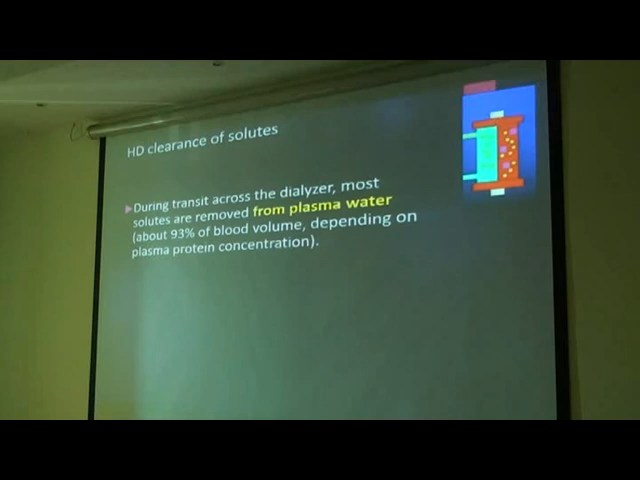 HD clearance of solutes
During transit across the dialyzer, most
solutes are removed from plasma water
(about 93% of blood volume, depending on
plasma protein concentration).